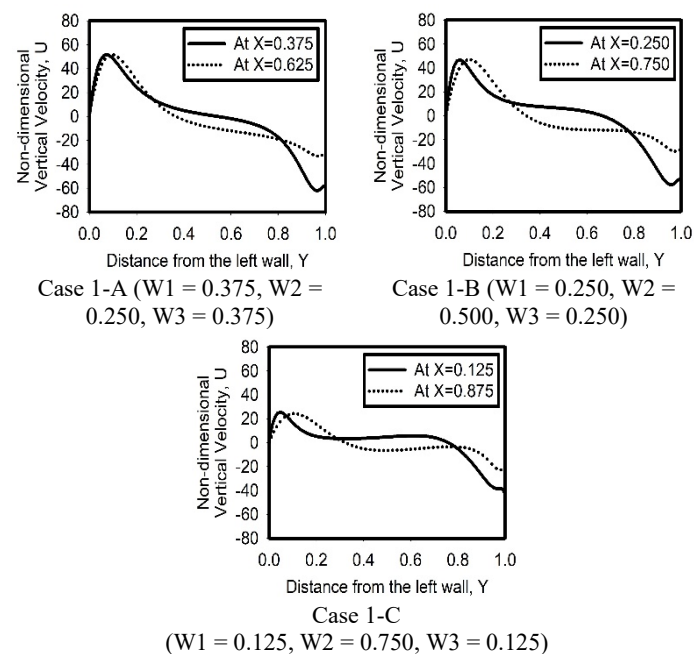 Non-dimensional
Vertical Velocity, U
80
60
40
20
0
-20
-40
-60
-80
At X=0.375
At X=0.625
0.0 0.2 0.4 0.6 0.8 1.0
Distance from the left wall, Y
Case 1-A (W1 = 0.375, W2 =
0.250, W3 = 0.375)
Non-dimensional
Vertical Velocity, U
80
60
40
20
0
-20
-40
-60
-80
At X=0.250
At X=0.750
0.0 0.2 0.4 0.6 0.8 1.0
Distance from the left wall, Y
Case 1-B (W1 = 0.250, W2 =
0.500, W3 = 0.250)
Non-dimensional
Vertical Velocity, U
80
60
40
20
0
-20
-40
-60
-80
At X=0.125
At X=0.875
0.0 0.2 0.4 0.6 0.8 1.0
Distance from the left wall, Y
Case 1-C
(W1 = 0.125, W2 = 0.750, W3 = 0.125)